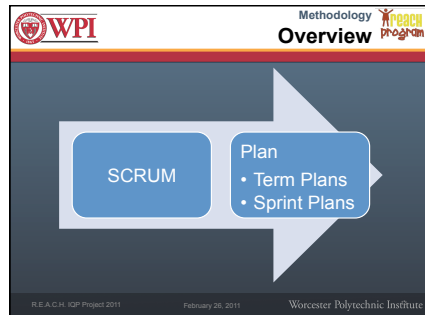 WPI
Methodology
Overview
Reach
program
SCRUM
Plan
• Term Plans
• Sprint Plans
R.E.A.C.H. IQP Project 2011
February 26, 2011
Worcester Polytechnic Institute